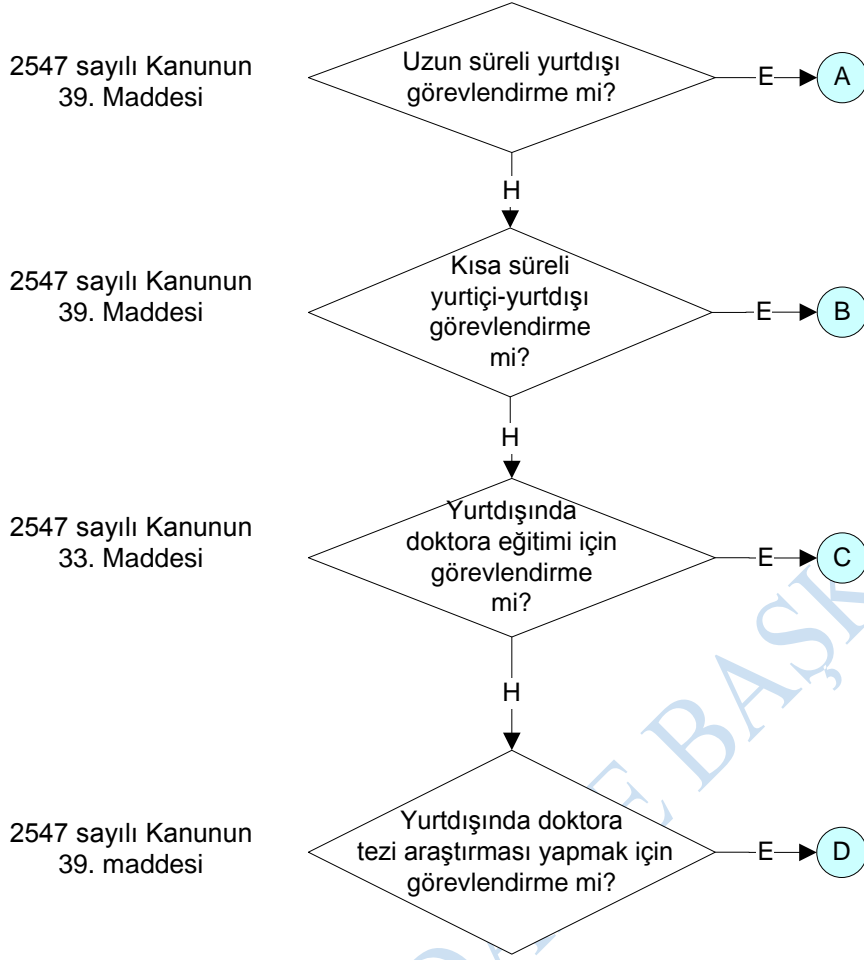 2547 sayılı Kanunun
39. Maddesi
Uzun süreli yurtdışı
görevlendirme mi?
E
A
H
2547 sayılı Kanunun
39. Maddesi
Kısa süreli
yurtiçi-yurtdışı
görevlendirme
mi?
E
B
H
2547 sayılı Kanunun
33. Maddesi
Yurtdışında
doktora eğitimi için
görevlendirme
mi?
E
C
H
2547 sayılı Kanunun
39. maddesi
Yurtdışında doktora
tezi araştırması yapmak için
görevlendirme mi?
E
D